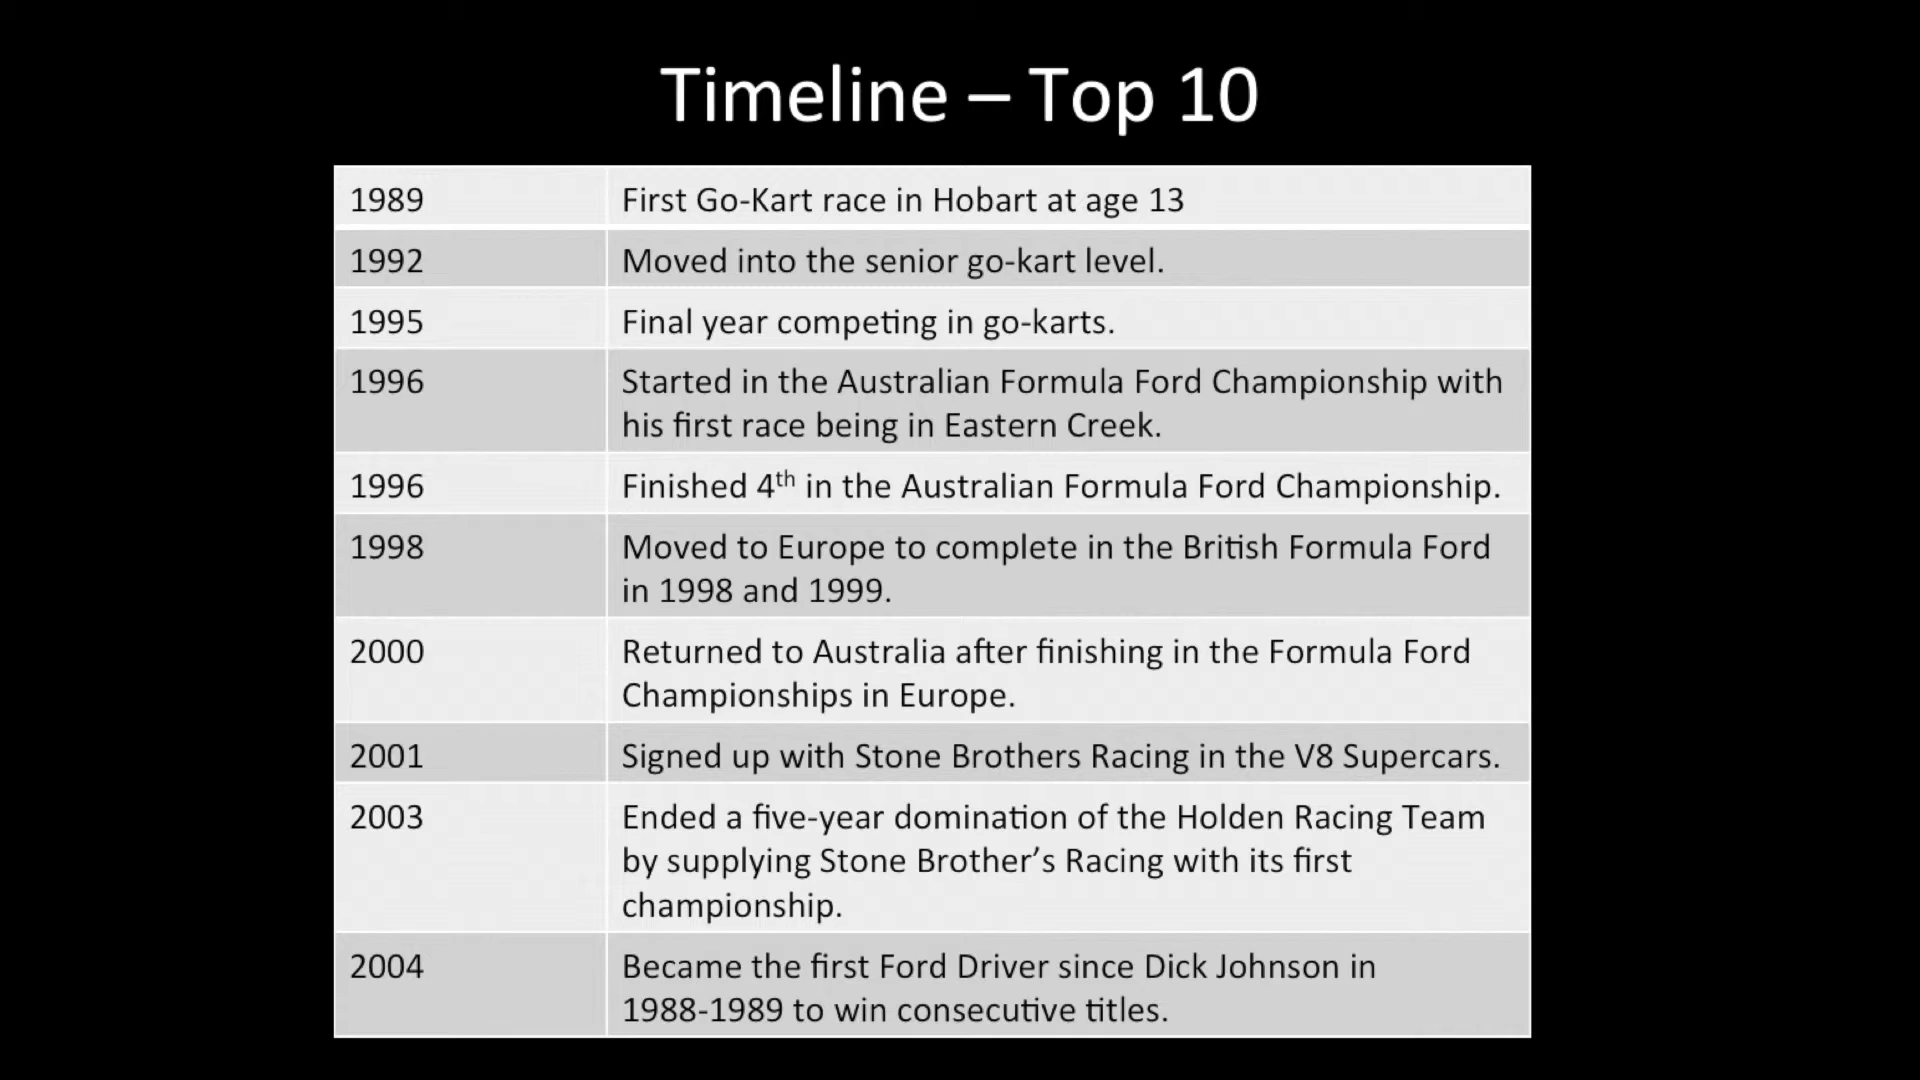 Timeline – Top 10
1989 First Go-Kart race in Hobart at age 13
1992 Moved into the senior go-kart level.
1995 Final year competing in go-karts.
1996 Started in the Australian Formula Ford Championship with
his first race being in Eastern Creek.
1996 Finished 4th in the Australian Formula Ford Championship.
1998 Moved to Europe to complete in the British Formula Ford
in 1998 and 1999.
2000 Returned to Australia after finishing in the Formula Ford
Championships in Europe.
2001 Signed up with Stone Brothers Racing in the V8 Supercars.
2003 Ended a five-year domination of the Holden Racing Team
by supplying Stone Brother’s Racing with its first
championship.
2004 Became the first Ford Driver since Dick Johnson in
1988-1989 to win consecutive titles.